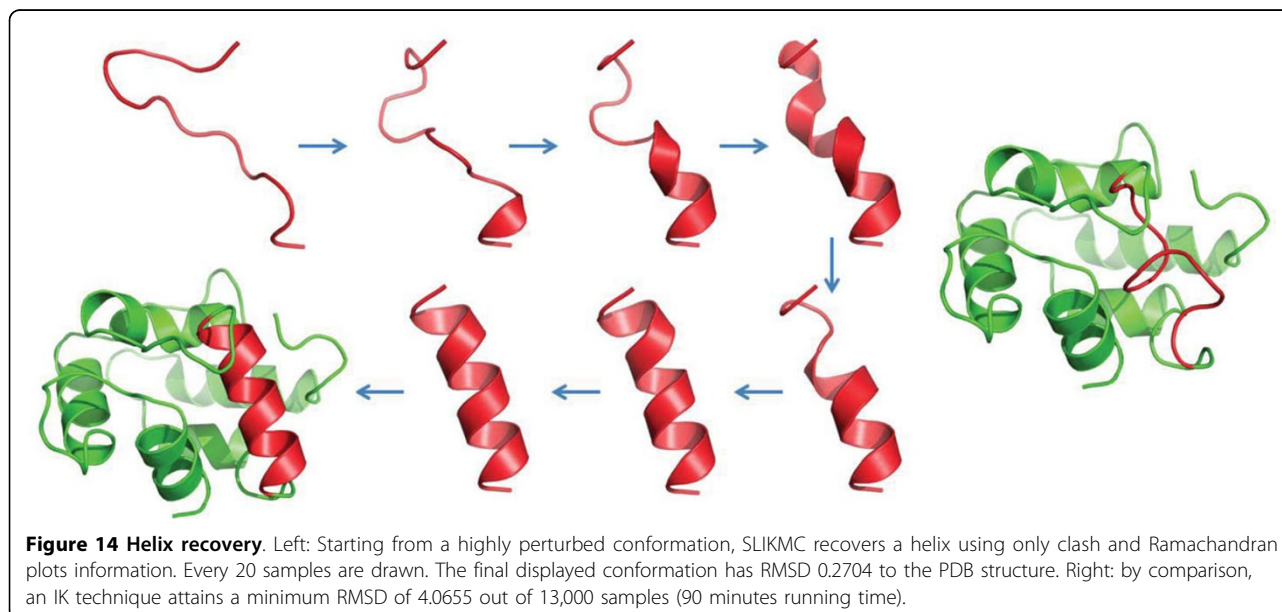 Figure 14 Helix recovery. Left: Starting from a highly perturbed conformation, SLIKMC recovers a helix using only clash and Ramachandran
plots information. Every 20 samples are drawn. The final displayed conformation has RMSD 0.2704 to the PDB structure. Right: by comparison,
an IK technique attains a minimum RMSD of 4.0655 out of 13,000 samples (90 minutes running time).